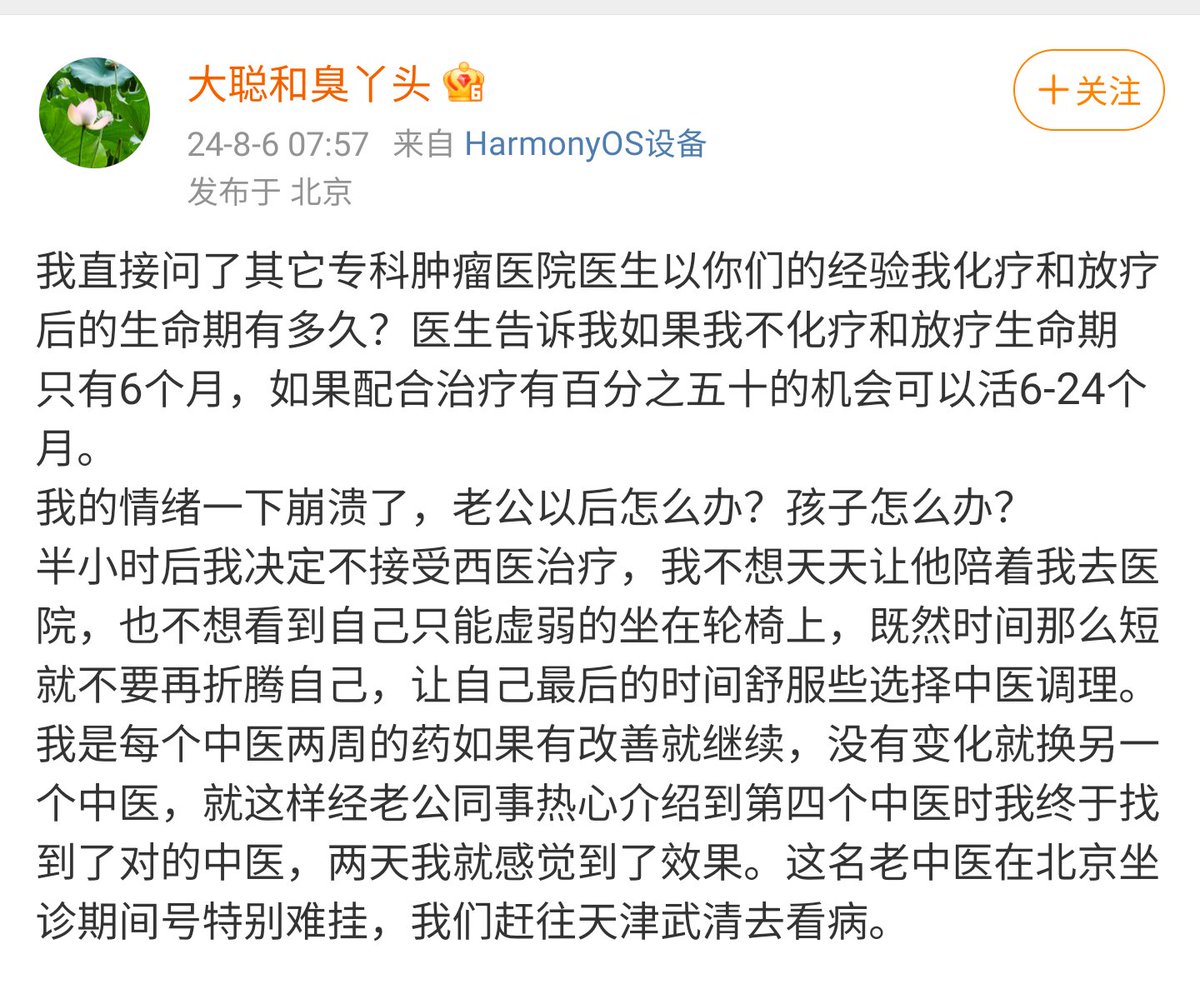 大聪和臭丫头
24-8-6 07:57 来自 HarmonyOS设备
发布于 北京
+关注
我直接问了其它专科肿瘤医院医生以你们的经验我化疗和放疗
后的生命期有多久？医生告诉我如果我不化疗和放疗生命期
只有6个月，如果配合治疗有百分之五十的机会可以活6-24个
月。
我的情绪一下崩溃了，老公以后怎么办？孩子怎么办？
半小时后我决定不接受西医治疗，我不想天天让他陪着我去医
院，也不想看到自己只能虚弱的坐在轮椅上，既然时间那么短
就不要再折腾自己，让自己最后的时间舒服些选择中医调理。
我是每个中医两周的药如果有改善就继续，没有变化就换另一
个中医，就这样经老公同事热心介绍到第四个中医时我终于找
到了对的中医，两天我就感觉到了效果。这名老中医在北京坐
诊期间号特别难挂，我们赶往天津武清去看病。